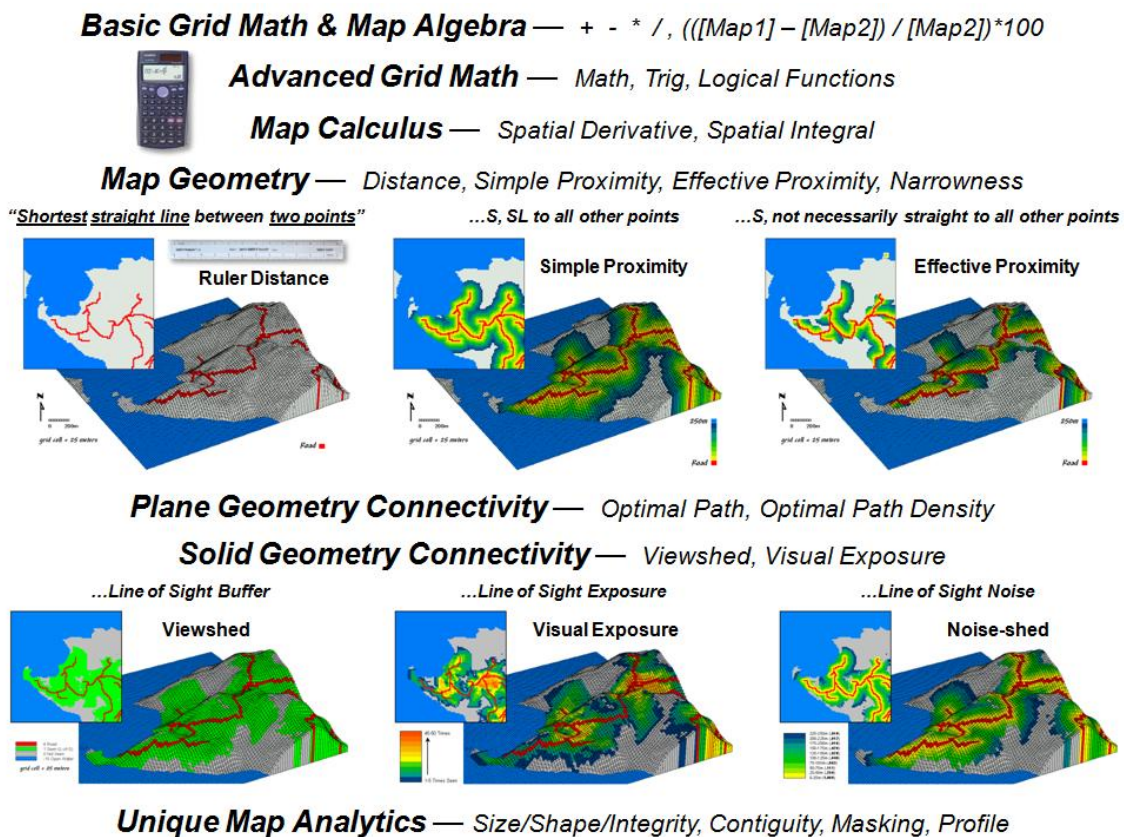 Basic Grid Math & Map Algebra — + - * / , (([Map1] – [Map2]) / [Map2])*100
Advanced Grid Math — Math, Trig, Logical Functions
Map Calculus — Spatial Derivative, Spatial Integral
Map Geometry — Distance, Simple Proximity, Effective Proximity, Narrowness
“Shortest straight line between two points”
…S, SL to all other points
…S, not necessarily straight to all other points
Ruler Distance
Simple Proximity
Effective Proximity
N
200m
grid cell = 25 meters
Road
N
200m
grid cell = 25 meters
250m
Road
N
200m
grid cell = 25 meters
250m
Road
Plane Geometry Connectivity — Optimal Path, Optimal Path Density
Solid Geometry Connectivity — Viewshed, Visual Exposure
…Line of Sight Buffer
…Line of Sight Exposure
…Line of Sight Noise
Viewshed
Visual Exposure
Noise-shed
grid cell = 25 meters
Unique Map Analytics — Size/Shape/Integrity, Contiguity, Masking, Profile